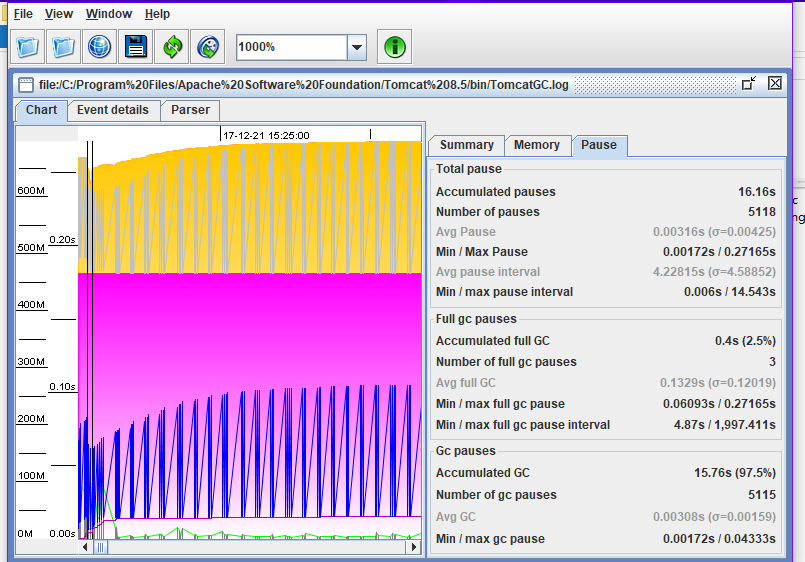 File View Window Help
1000%
file:/C:/Program%20Files/Apache%20Software%20Foundation/Tomcat%208.5/bin/TomcatGC.log
Chart Event details Parser
17-12-21 15:25:00
600M
500M
400M
300M
200M
100M
0M
0.20s
0.10s
0.00s
Summary Memory Pause
Total pause
Accumulated pauses 16.16s
Number of pauses 5118
Avg Pause 0.00316s (σ=0.00425)
Min / Max Pause 0.00172s / 0.27165s
Avg pause interval 4.22815s (σ=4.58852)
Min / max pause interval 0.006s / 14.543s
Full gc pauses
Accumulated full GC 0.4s (2.5%)
Number of full gc pauses 3
Avg full GC 0.1329s (σ=0.12019)
Min / max full gc pause 0.06093s / 0.27165s
Min / max full gc pause interval 4.87s / 1,997.411s
Gc pauses
Accumulated GC 15.76s (97.5%)
Number of gc pauses 5115
Avg GC 0.00308s (σ=0.00159)
Min / max gc pause 0.00172s / 0.04333s
c
ng